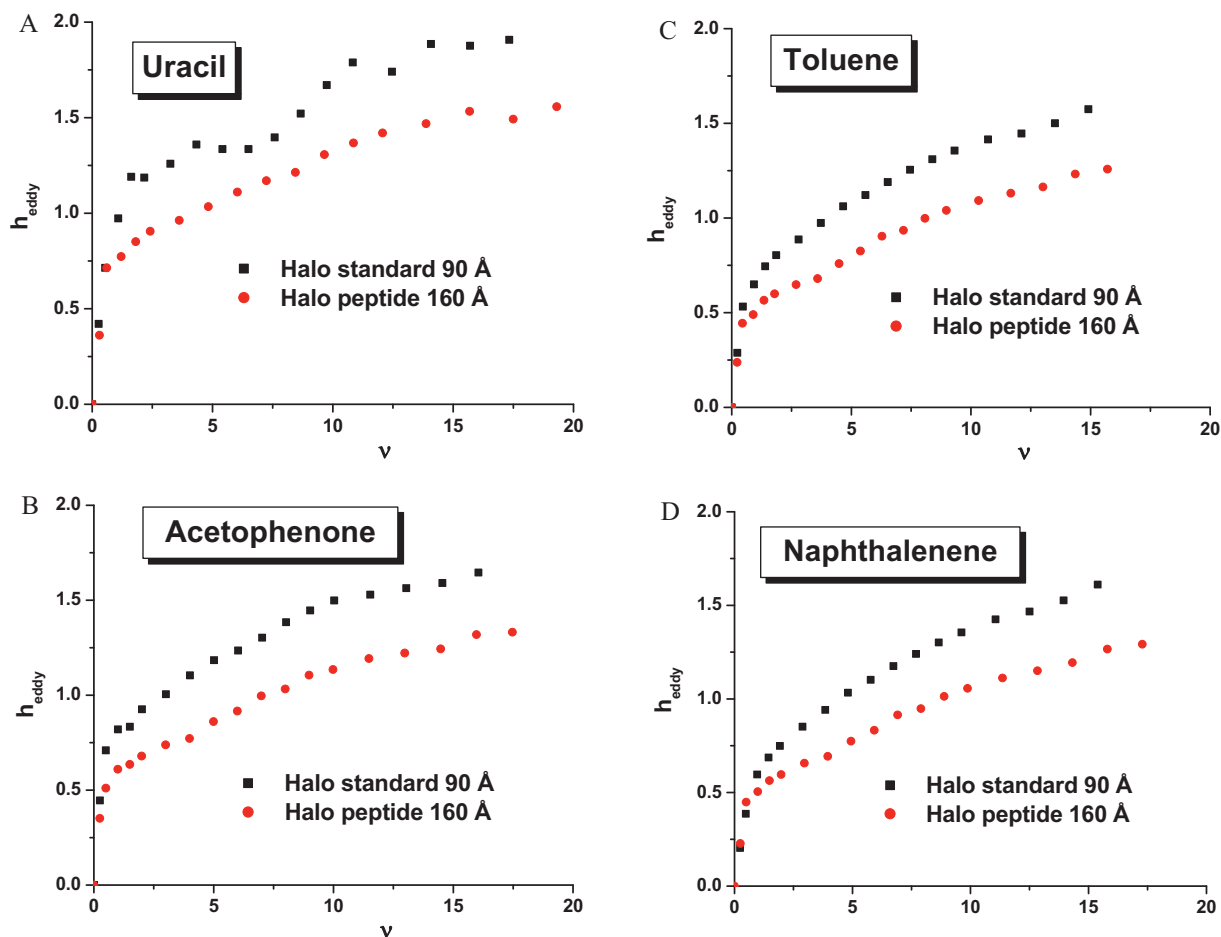 A
Uracil
2.0
1.5
1.0
0.5
0.0
h_eddy
Halo standard 90 Å
Halo peptide 160 Å
0 5 10 15 20
ν
C
Toluene
2.0
1.5
1.0
0.5
0.0
h_eddy
Halo standard 90 Å
Halo peptide 160 Å
0 5 10 15 20
ν
B
Acetophenone
2.0
1.5
1.0
0.5
0.0
h_eddy
Halo standard 90 Å
Halo peptide 160 Å
0 5 10 15 20
ν
D
Naphthalenene
2.0
1.5
1.0
0.5
0.0
h_eddy
Halo standard 90 Å
Halo peptide 160 Å
0 5 10 15 20
ν